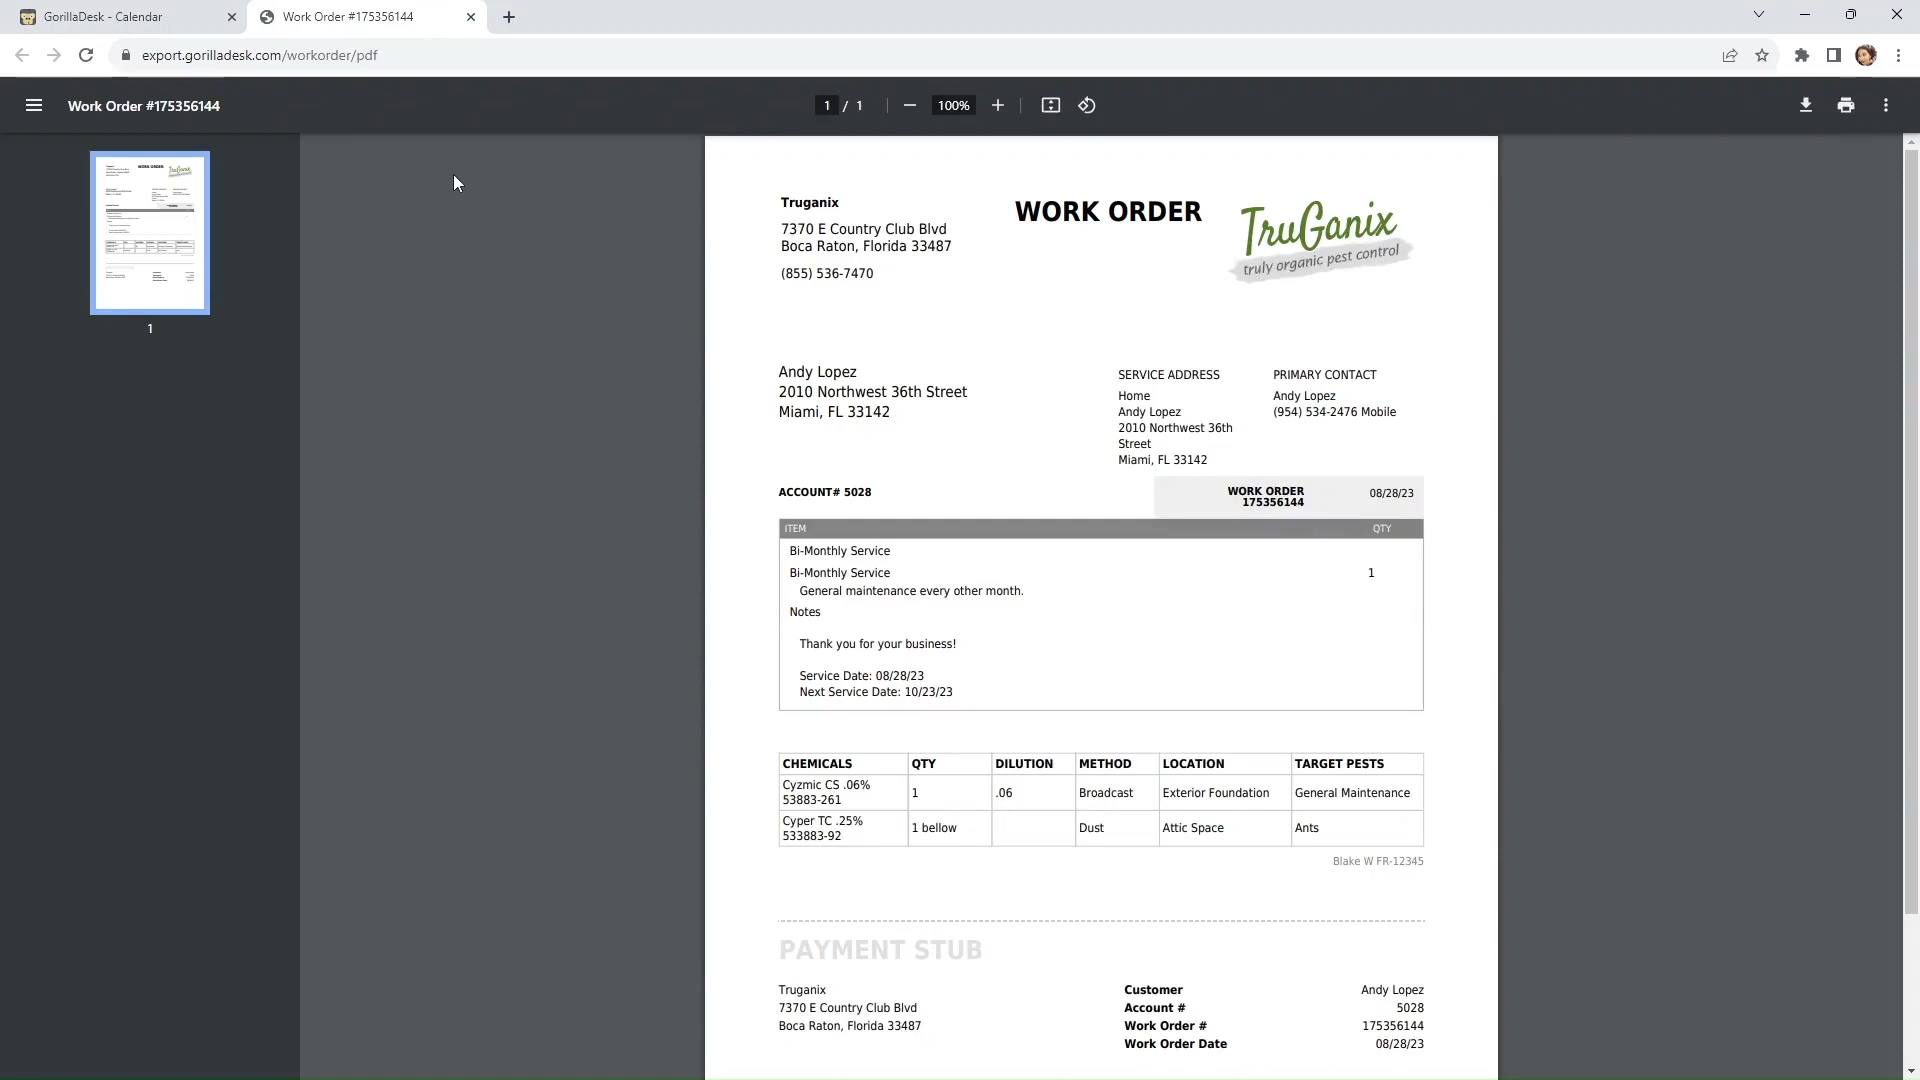 GorillaDesk - Calendar
Work Order #175356144
export.gorilladesk.com/workorder/pdf
Work Order #175356144
1 / 1
100%
1
Truganix
7370 E Country Club Blvd
Boca Raton, Florida 33487
(855) 536-7470
WORK ORDER
TruGanix
truly organic pest control
Andy Lopez
2010 Northwest 36th Street
Miami, FL 33142
SERVICE ADDRESS
Home
Andy Lopez
2010 Northwest 36th
Street
Miami, FL 33142
PRIMARY CONTACT
Andy Lopez
(954) 534-2476 Mobile
ACCOUNT# 5028
WORK ORDER
175356144
08/28/23
ITEM QTY
Bi-Monthly Service
Bi-Monthly Service 1
General maintenance every other month.
Notes
Thank you for your business!
Service Date: 08/28/23
Next Service Date: 10/23/23
CHEMICALS QTY DILUTION METHOD LOCATION TARGET PESTS
Cyzmic CS .06%
53883-261
1 .06 Broadcast Exterior Foundation General Maintenance
Cyper TC .25%
533883-92
1 bellow Dust Attic Space Ants
Blake W FR-12345
PAYMENT STUB
Truganix
7370 E Country Club Blvd
Boca Raton, Florida 33487
Customer Andy Lopez
Account # 5028
Work Order # 175356144
Work Order Date 08/28/23